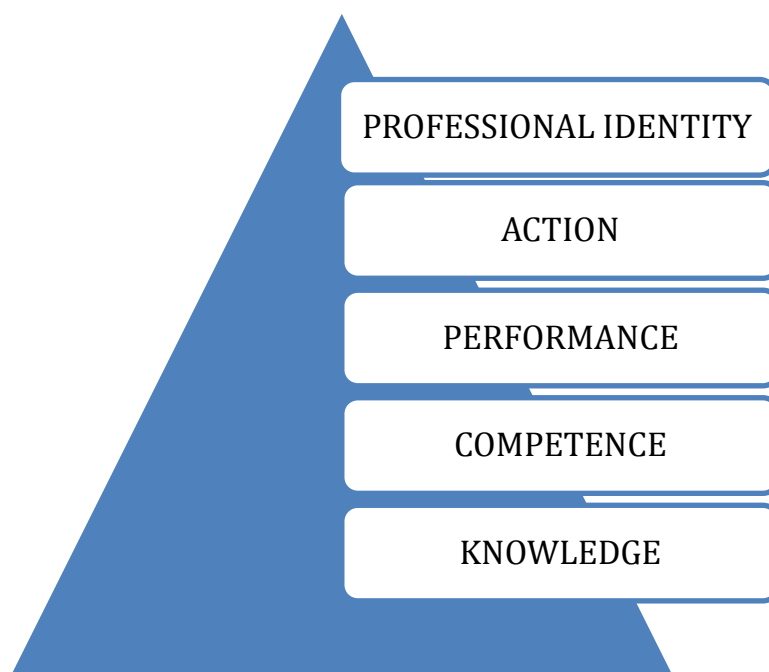 PROFESSIONAL IDENTITY
ACTION
PERFORMANCE
COMPETENCE
KNOWLEDGE